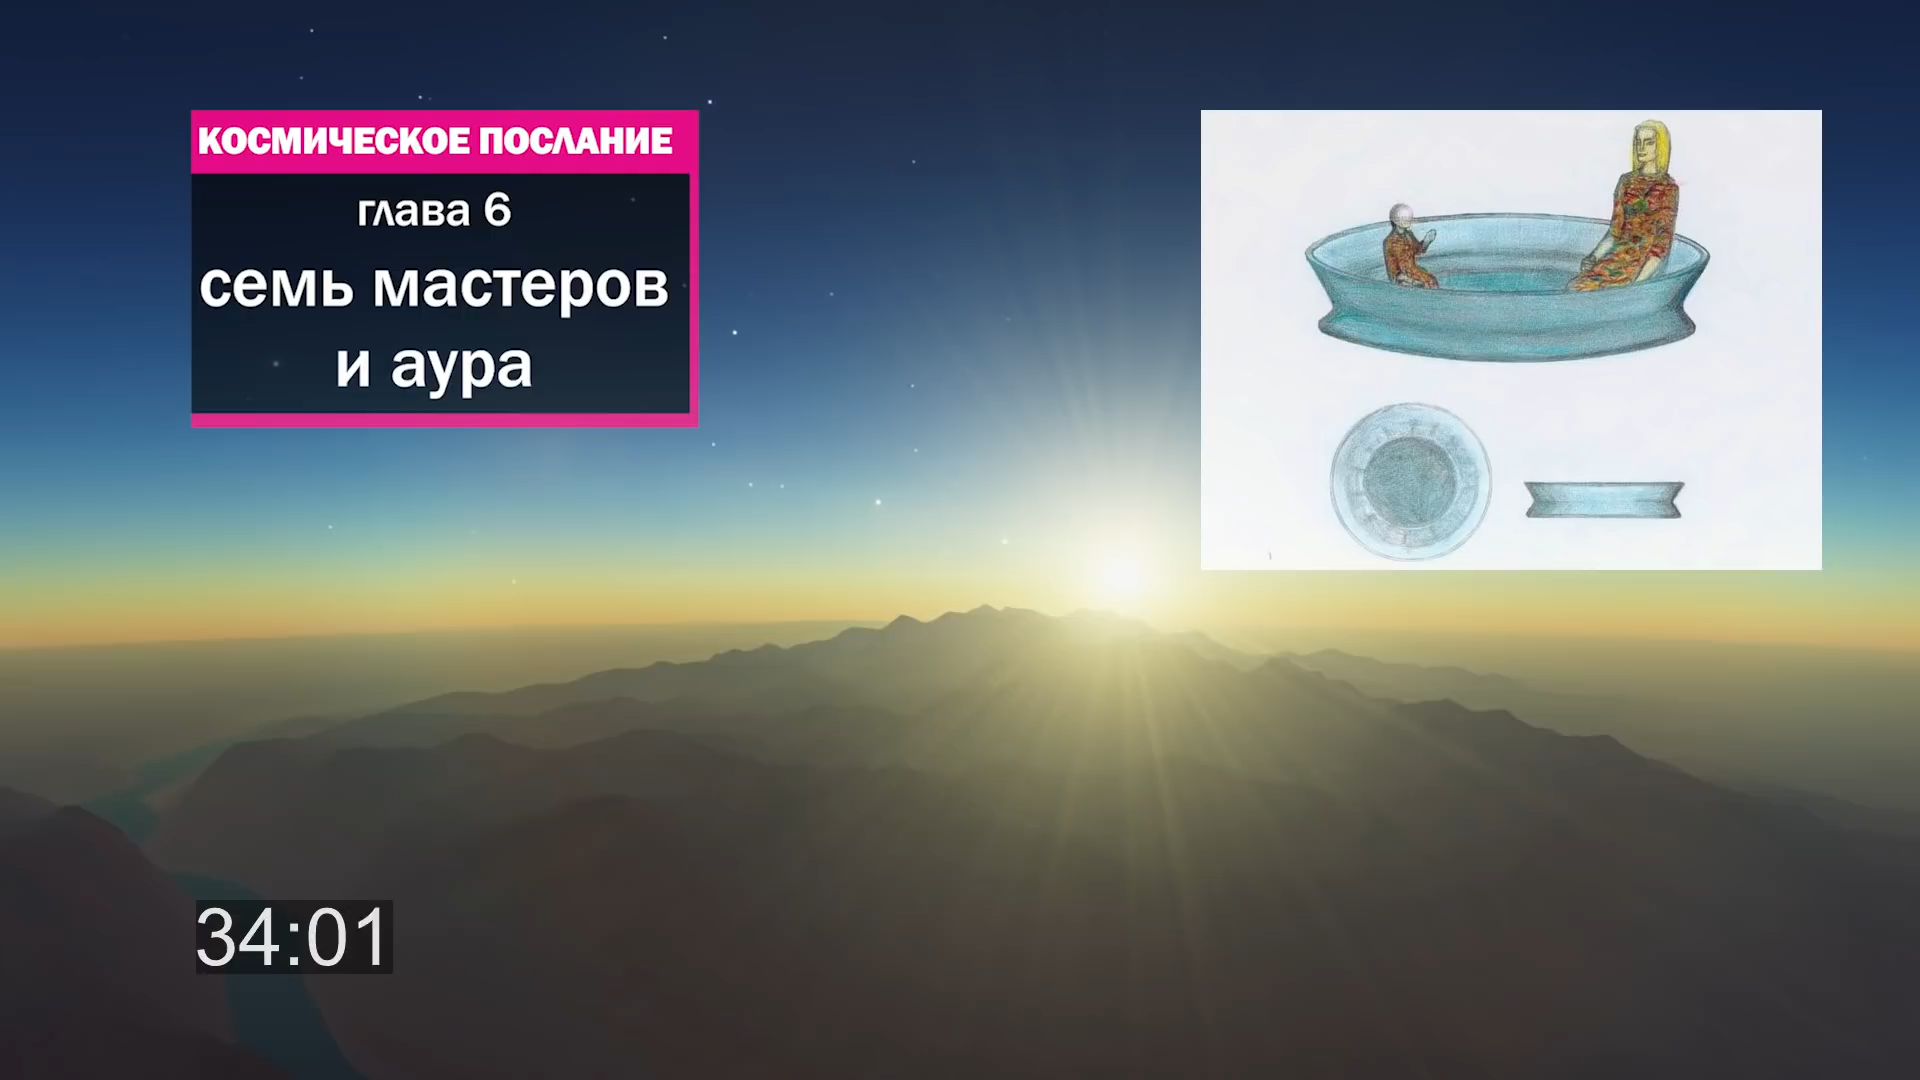 КОСМИЧЕСКОЕ ПОСЛАНИЕ
глава 6
семь мастеров
и аура
34:01